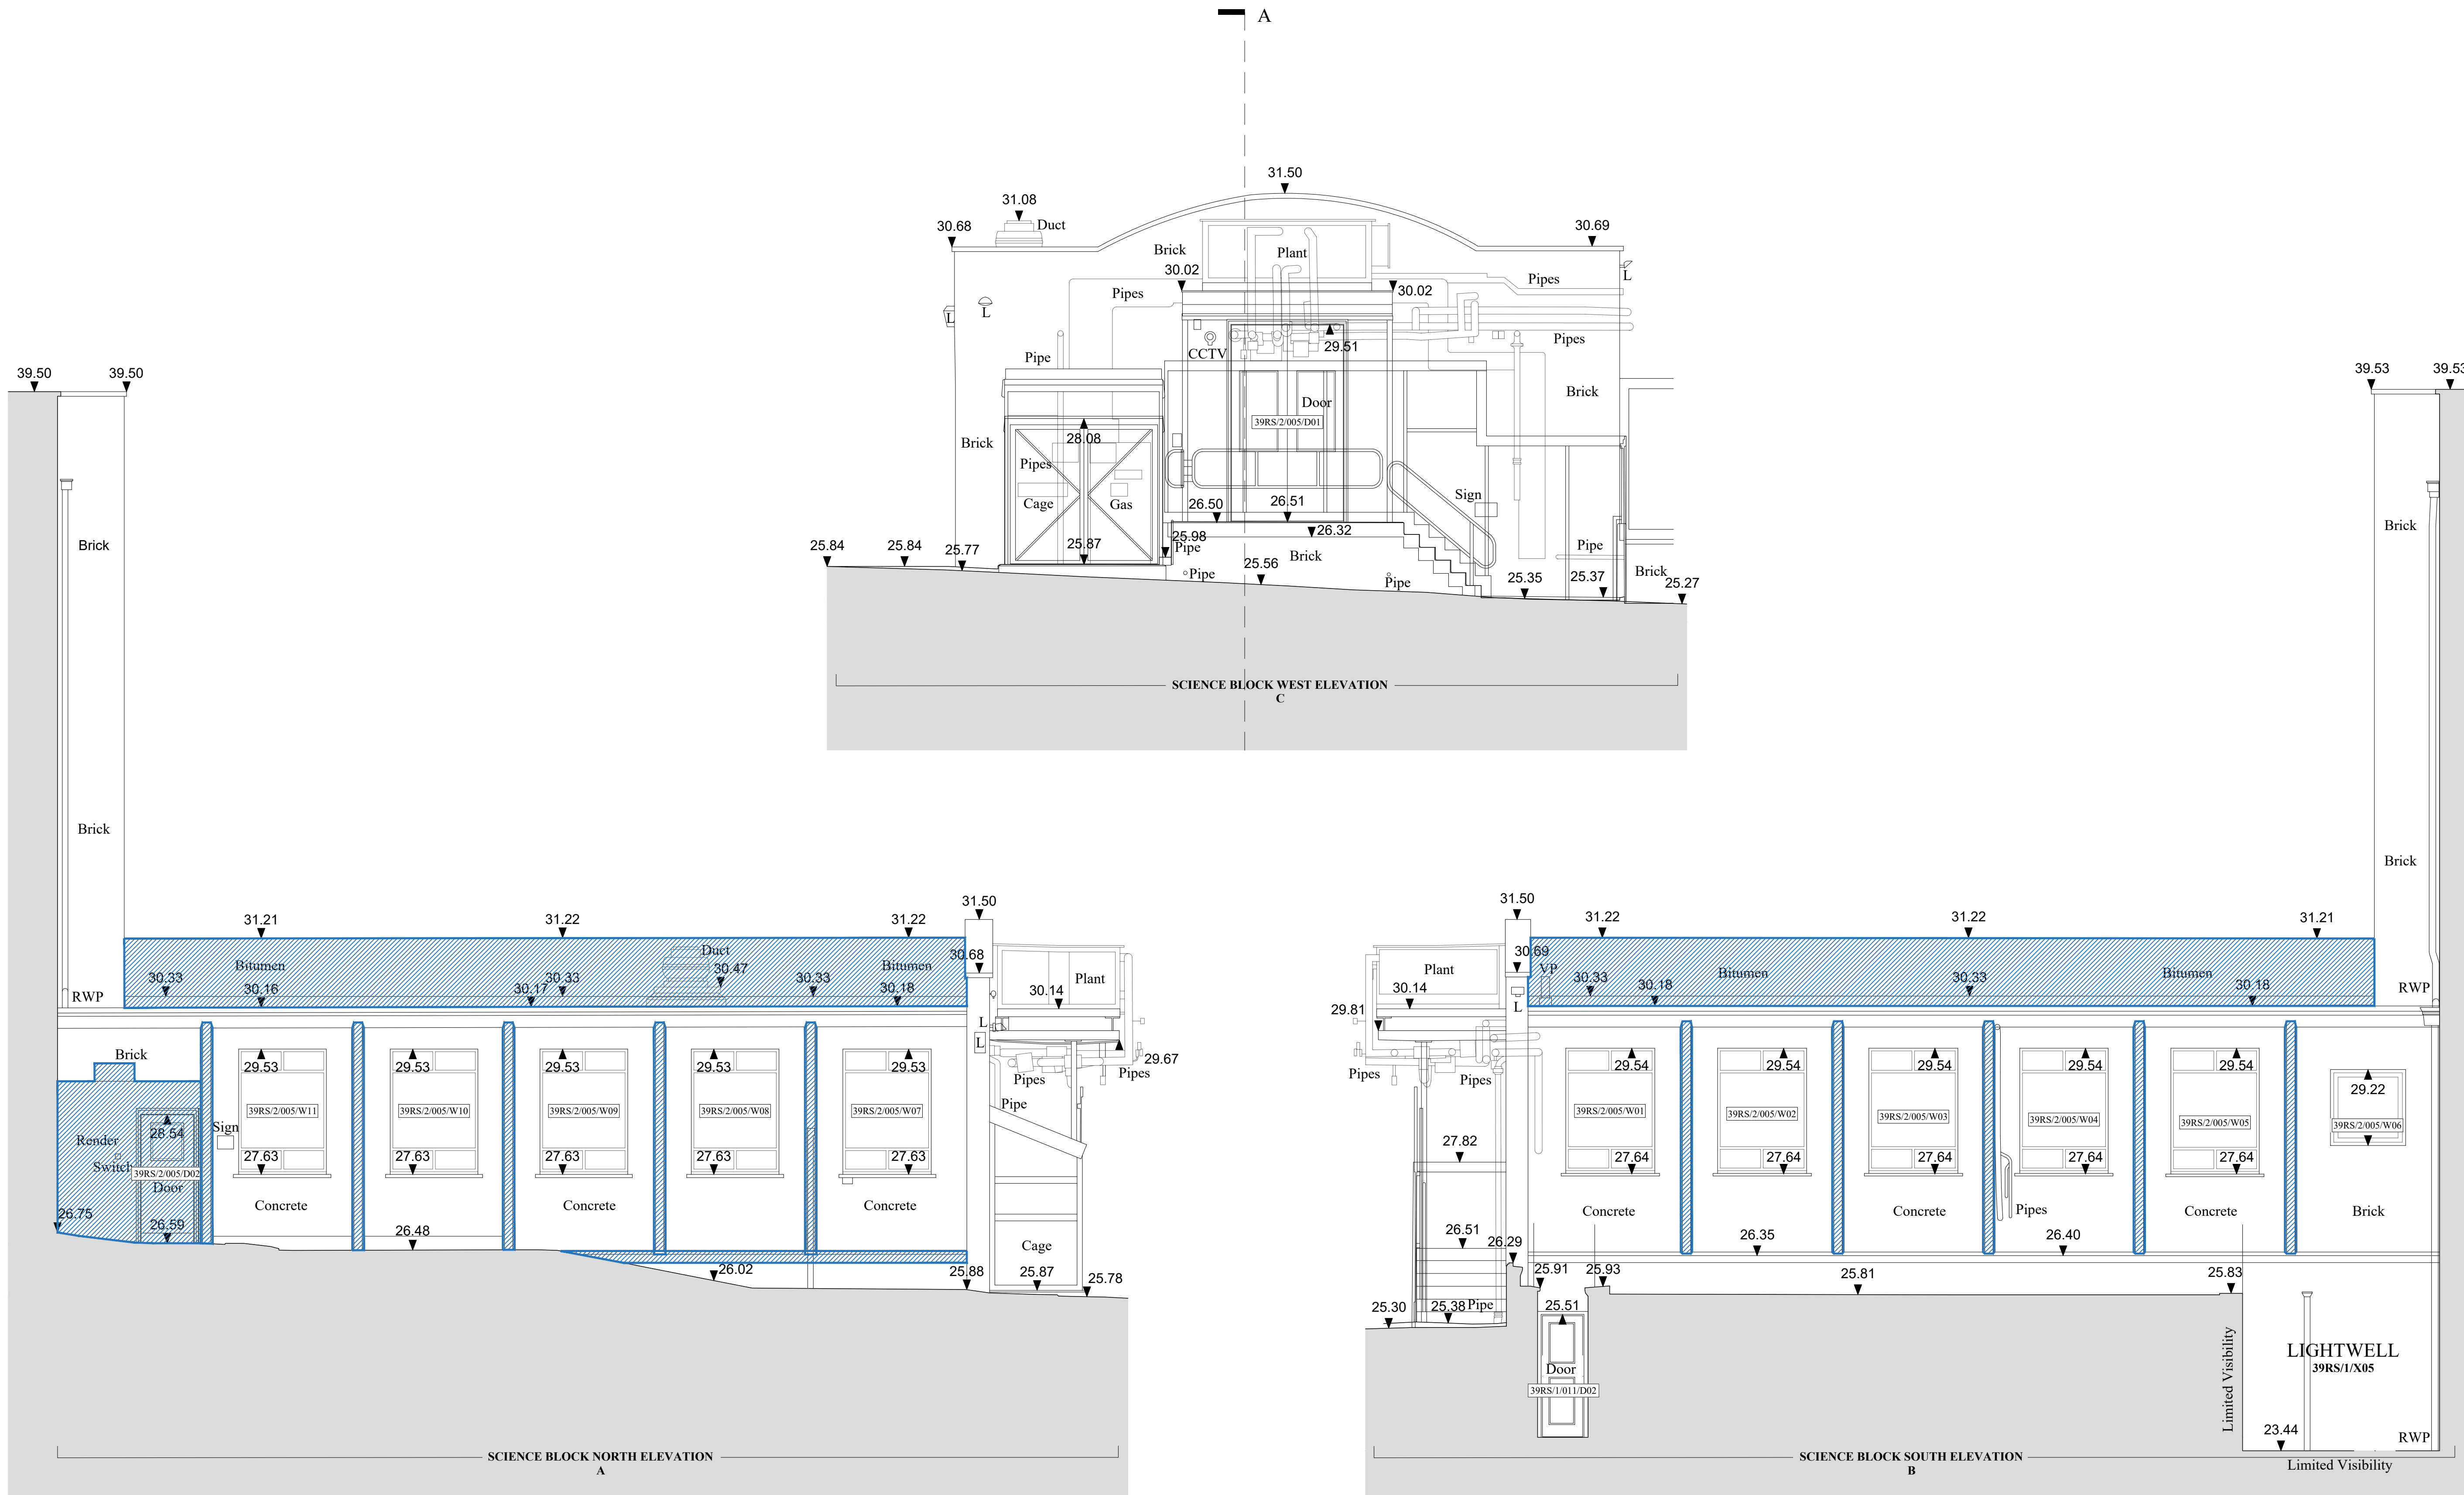 A
31.50
31.08
Duct
30.68
30.69
Brick
Plant
30.02
L
Pipes
Pipes
30.02
L
L
CCTV
29.51
Pipes
Pipe
39.50
39.50
39.53
39.53
Door
Brick
39RS/2/005/D01
28.08
Brick
Pipes
Cage
Gas
Sign
26.50
26.51
26.32
25.98
Brick
Brick
Brick
25.84
25.84
25.77
25.87
Pipe
Brick
Pipe
25.56
Pipe
Pipe
25.35
25.37
Brick
25.27
SCIENCE BLOCK WEST ELEVATION
C
Brick
Brick
31.50
31.21
31.22
31.22
Duct
30.68
Bitumen
Bitumen
30.33
30.33
30.47
30.33
Plant
RWP
30.16
30.17
30.18
30.14
L
L
Brick
29.53
29.53
29.53
29.53
29.53
29.67
Pipes
Pipes
39RS/2/005/W11
39RS/2/005/W10
39RS/2/005/W09
39RS/2/005/W08
39RS/2/005/W07
Pipe
28.54
Sign
Render
Switch
39RS/2/005/D02
27.63
27.63
27.63
27.63
27.63
Door
Concrete
Concrete
Concrete
26.75
26.59
26.48
Cage
26.02
25.88
25.87
25.78
SCIENCE BLOCK NORTH ELEVATION
A
31.50
31.22
31.22
31.21
30.69
Plant
VP
Bitumen
Bitumen
30.33
30.33
RWP
30.14
30.18
30.18
29.81
L
Pipes
Pipes
29.54
29.54
29.54
29.54
29.54
29.22
39RS/2/005/W01
39RS/2/005/W02
39RS/2/005/W03
39RS/2/005/W04
39RS/2/005/W05
39RS/2/005/W06
27.82
27.64
27.64
27.64
27.64
27.64
Concrete
Concrete
Pipes
Concrete
Brick
26.51
26.29
26.35
26.40
25.91
25.93
25.81
25.83
25.30
25.38
Pipe
25.51
Door
39RS/1/011/D02
Limited Visibility
LIGHTWELL
39RS/1/X05
23.44
RWP
Limited Visibility
SCIENCE BLOCK SOUTH ELEVATION
B